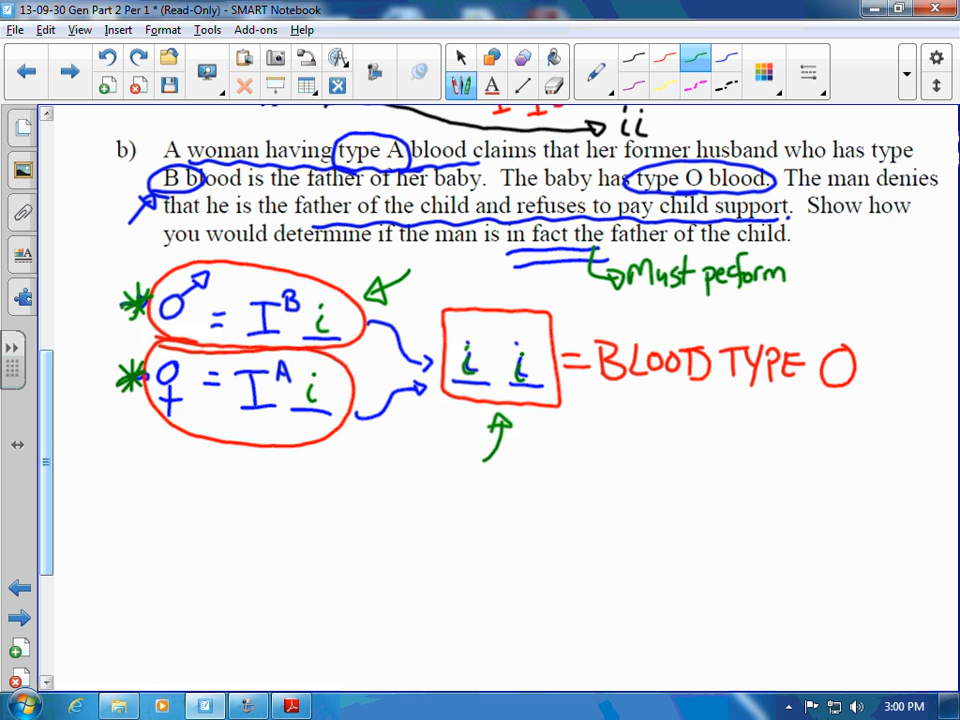 13-09-30 Gen Part 2 Per 1 * (Read-Only) - SMART Notebook
File Edit View Insert Format Tools Add-ons Help
ii
b) A woman having type A blood claims that her former husband who has type
B blood is the father of her baby. The baby has type O blood. The man denies
that he is the father of the child and refuses to pay child support. Show how
you would determine if the man is in fact the father of the child.
Must perform
♂ = I^B i
i i = BLOOD TYPE O
♀ = I^A i
3:00 PM